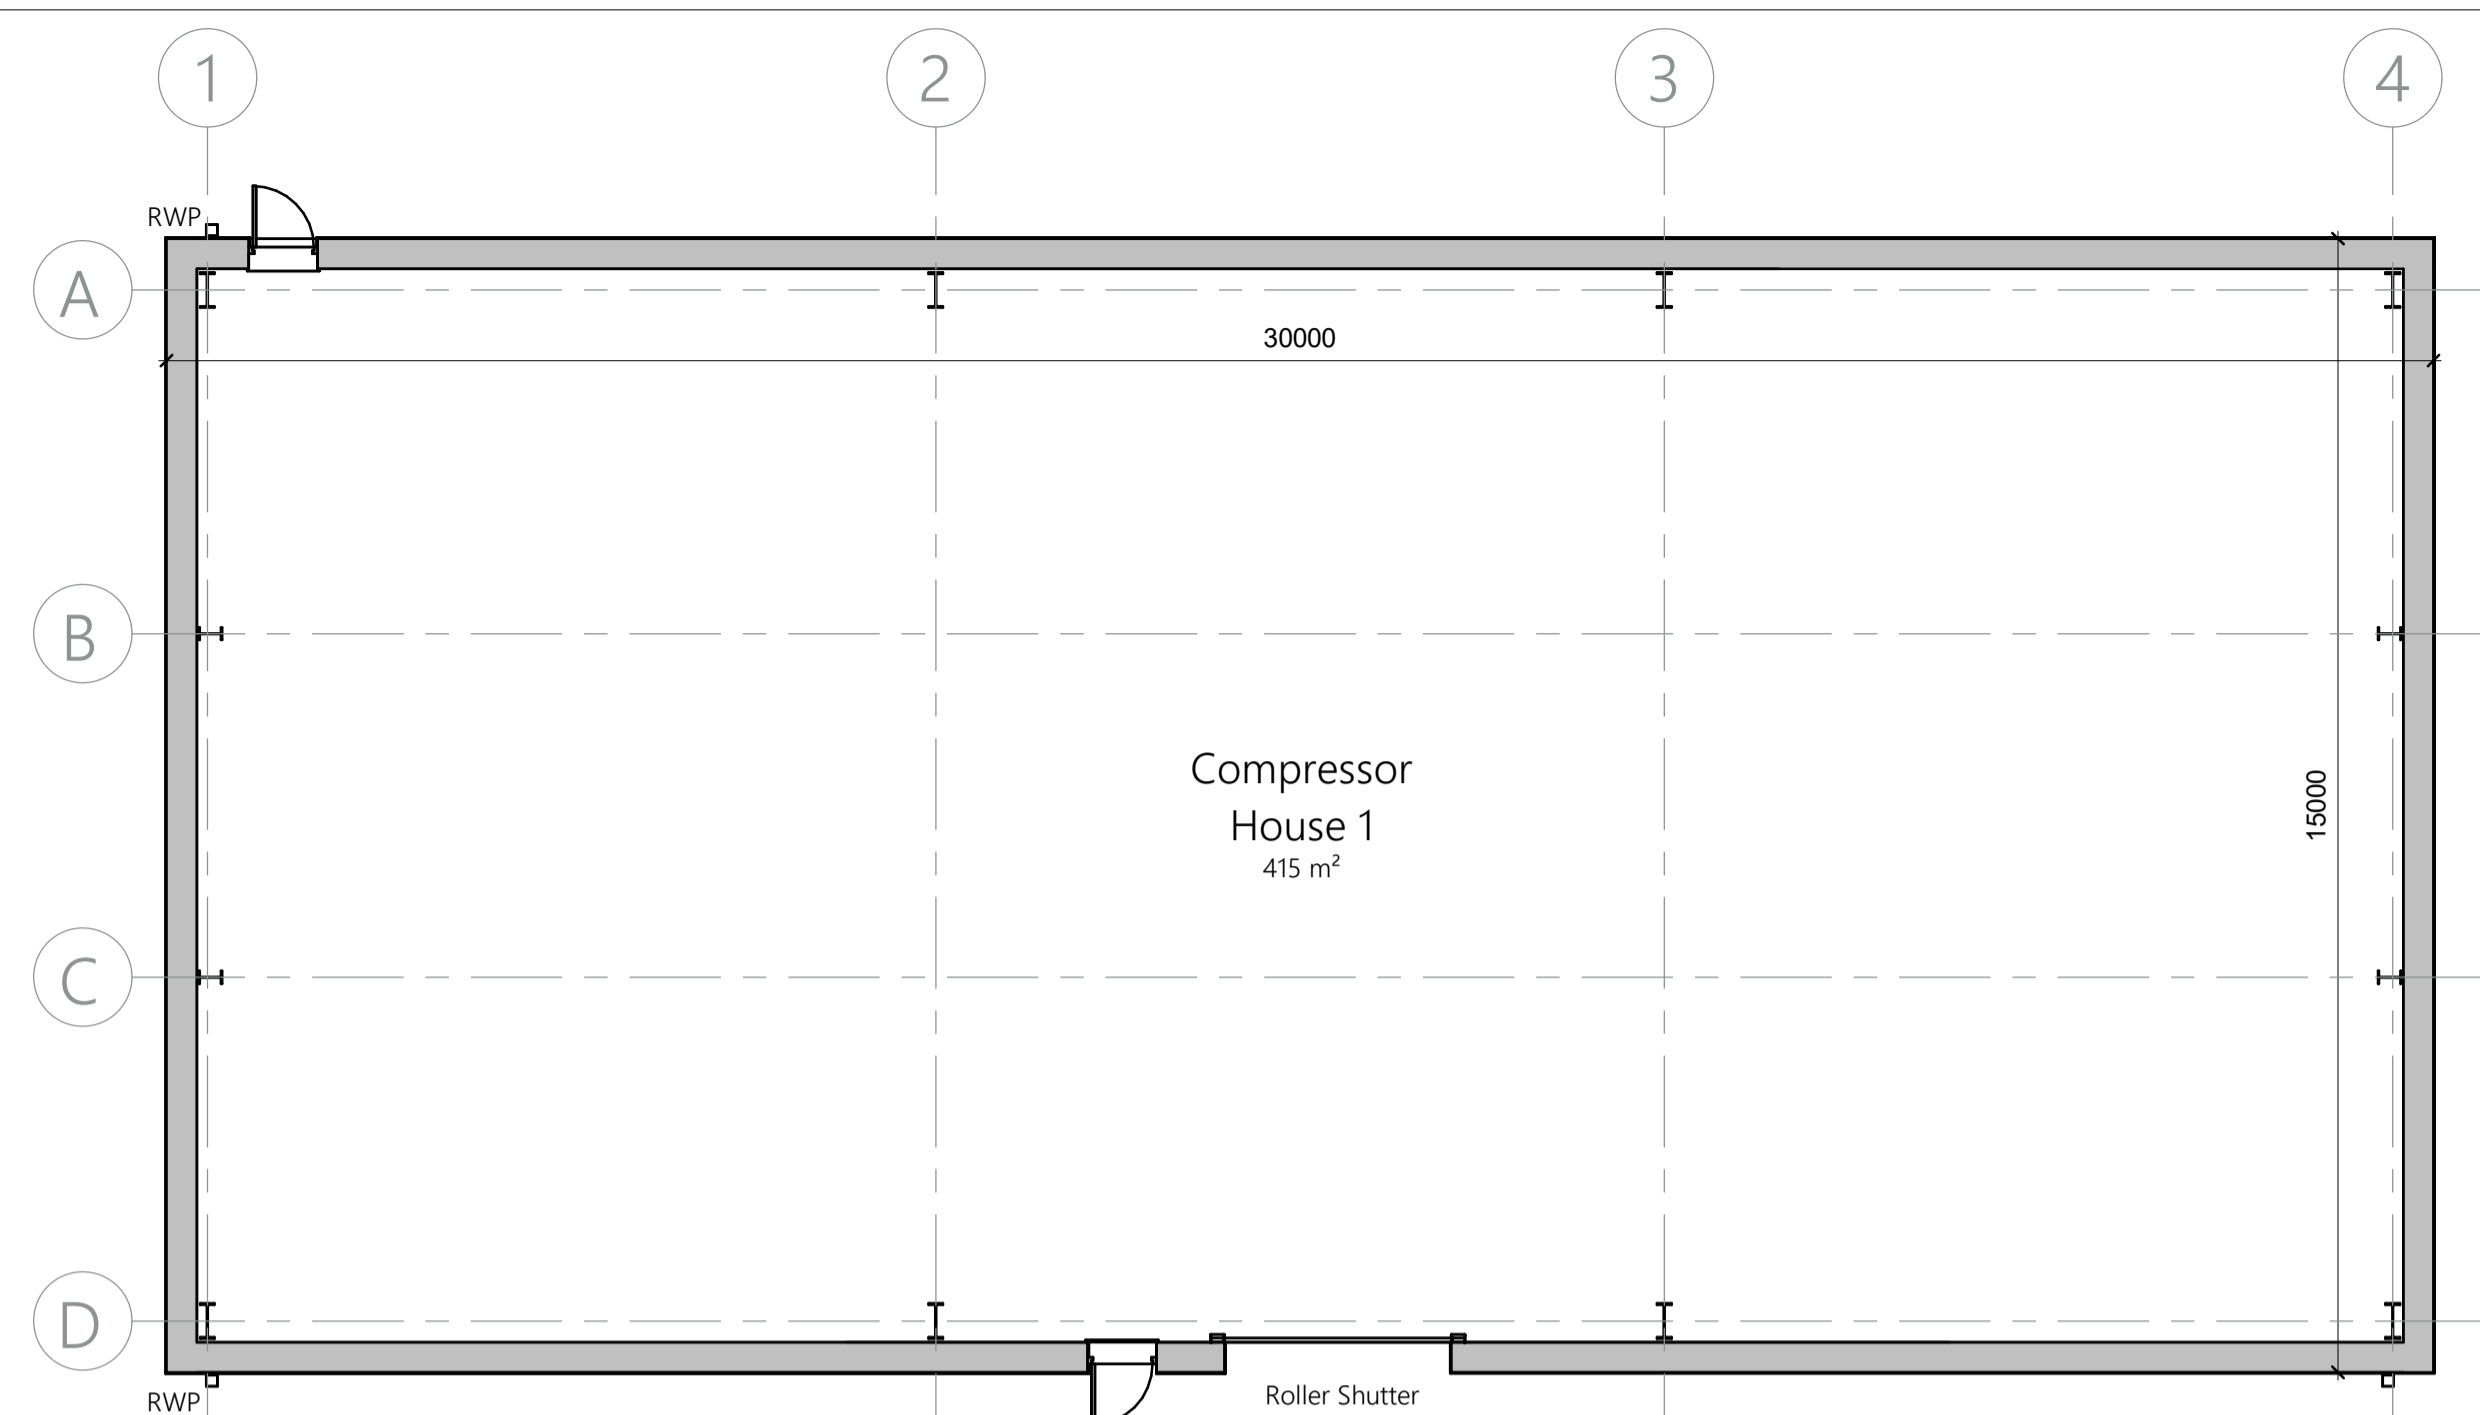 1
2
3
4
RWP
A
30000
B
Compressor
House 1
415 m²
15000
C
D
Roller Shutter
RWP